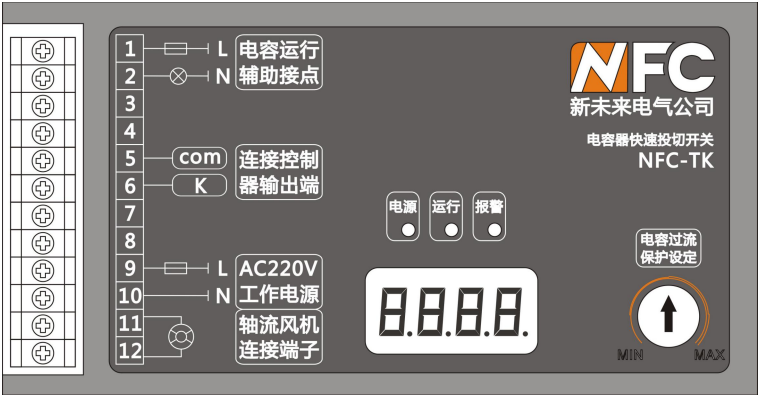 1 L 电容运行
2 N 辅助接点
3
4
5 com 连接控制
6 K 器输出端
7
8
9 L AC220V
10 N 工作电源
11 轴流风机
12 连接端子
NFC
新未来电气公司
电容器快速投切开关
NFC-TK
电源 运行 报警
8.8.8.8.
电容过流
保护设定
MIN MAX